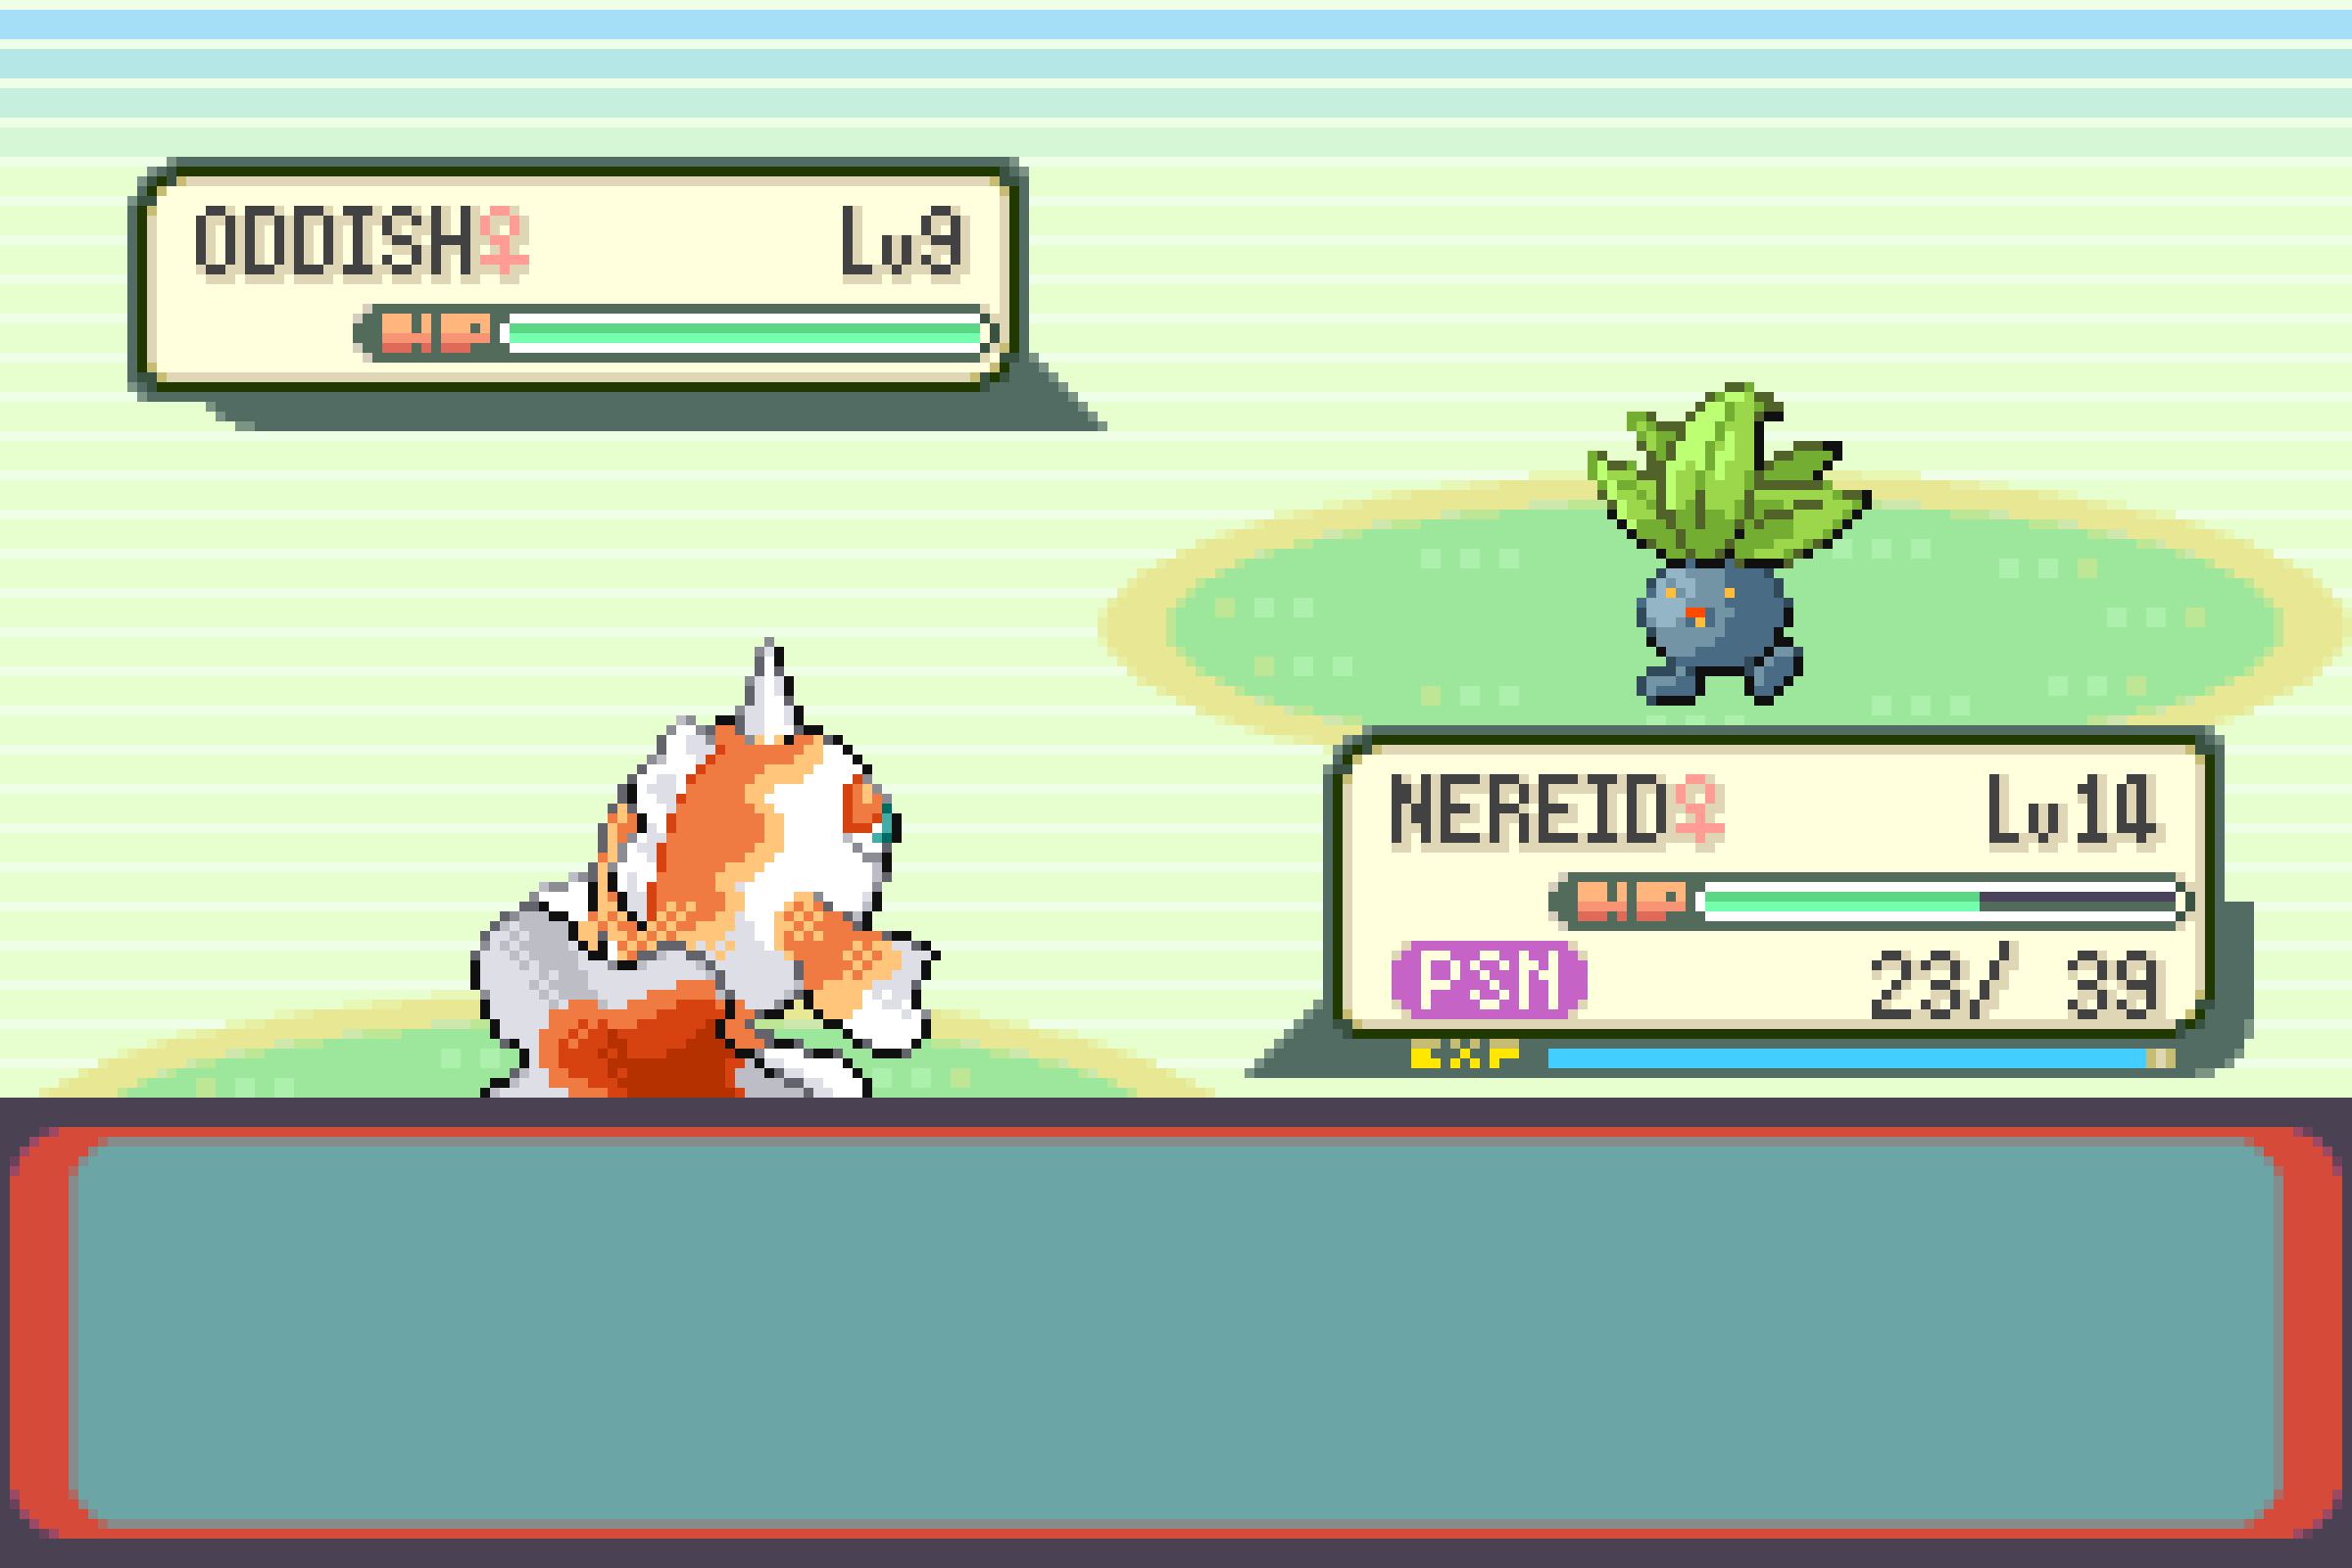 ODDISH♀ Lv9
HP
NEREID♀ Lv14
HP
PSN 23/ 39
EXP